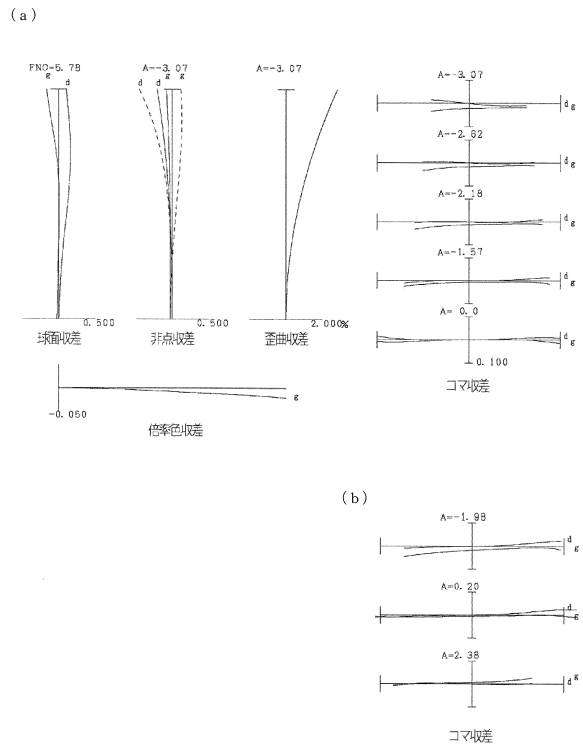 (a)
FNO=5.78
g d
0.500
球面収差
A=-3.07
d d g g
0.500
非点収差
A=-3.07
2.000%
歪曲収差
-0.050
g
倍率色収差
A=-3.07
d g
A=-2.62
d g
A=-2.18
d g
A=-1.57
d g
A= 0.0
d g
0.100
コマ収差
(b)
A=-1.98
d g
A=0.20
d g
A=2.38
d g
コマ収差